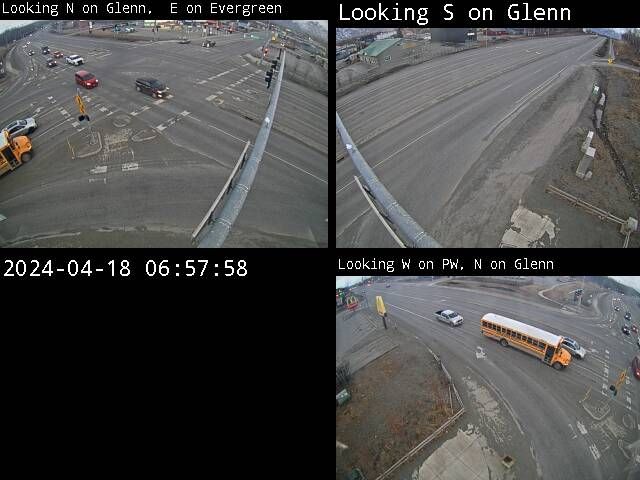 Looking N on Glenn, E on Evergreen
Looking S on Glenn
2024-04-18 06:57:58
Looking W on PW, N on Glenn